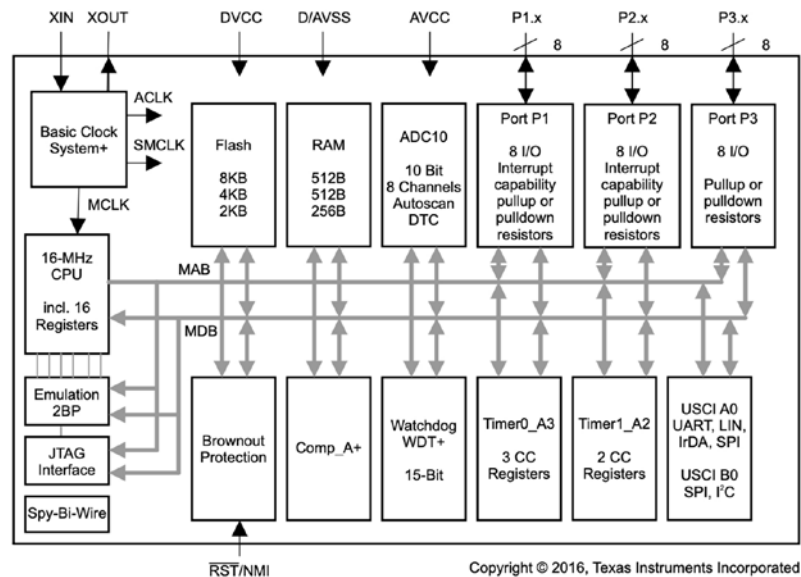 XIN XOUT DVCC D/AVSS AVCC P1.x P2.x P3.x
8 8 8
ACLK
SMCLK
MCLK
Basic Clock
System+
Flash
8KB
4KB
2KB
RAM
512B
512B
256B
ADC10
10 Bit
8 Channels
Autoscan
DTC
Port P1
8 I/O
Interrupt
capability
pullup or
pulldown
resistors
Port P2
8 I/O
Interrupt
capability
pullup or
pulldown
resistors
Port P3
8 I/O
Pullup or
pulldown
resistors
16-MHz
CPU
incl. 16
Registers
MAB
MDB
Emulation
2BP
JTAG
Interface
Spy-Bi-Wire
Brownout
Protection
Comp_A+
Watchdog
WDT+
15-Bit
Timer0_A3
3 CC
Registers
Timer1_A2
2 CC
Registers
USCI A0
UART, LIN,
IrDA, SPI
USCI B0
SPI, I²C
RST/NMI
Copyright © 2016, Texas Instruments Incorporated